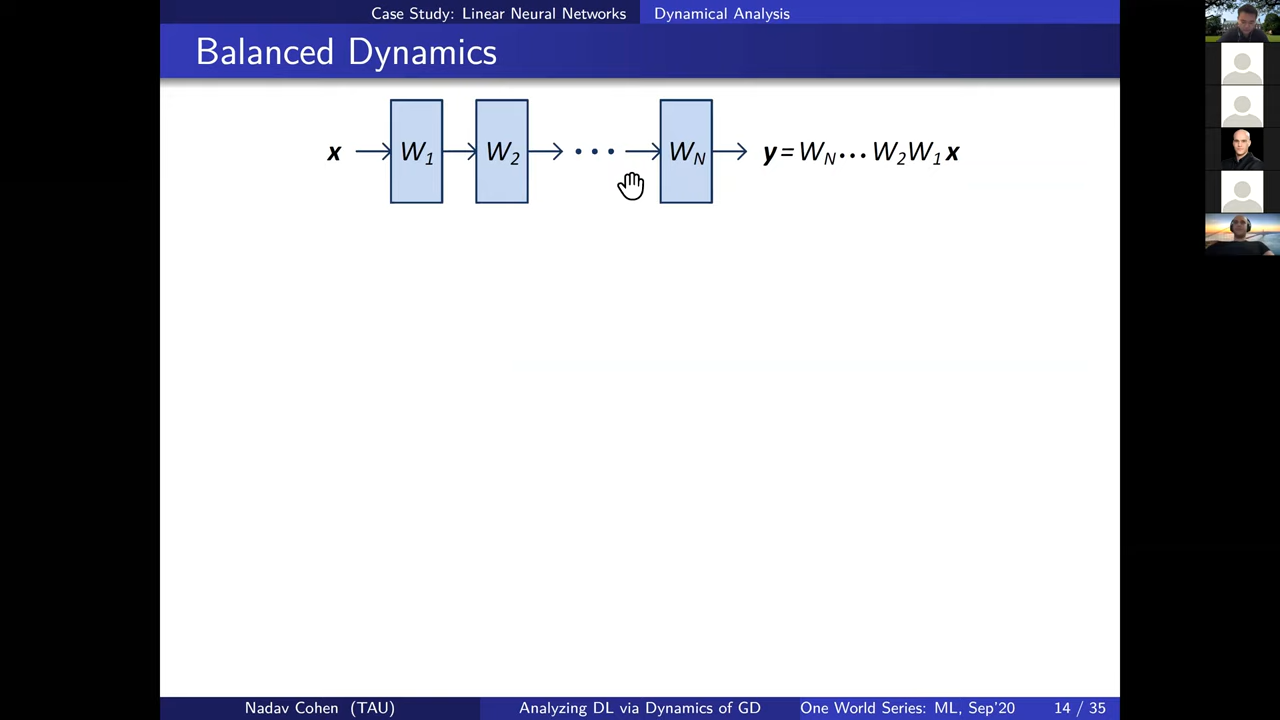 Case Study: Linear Neural Networks Dynamical Analysis
Balanced Dynamics
x W1 W2 ••• WN y = WN ••• W2W1 x
Nadav Cohen (TAU) Analyzing DL via Dynamics of GD One World Series: ML, Sep'20 14 / 35